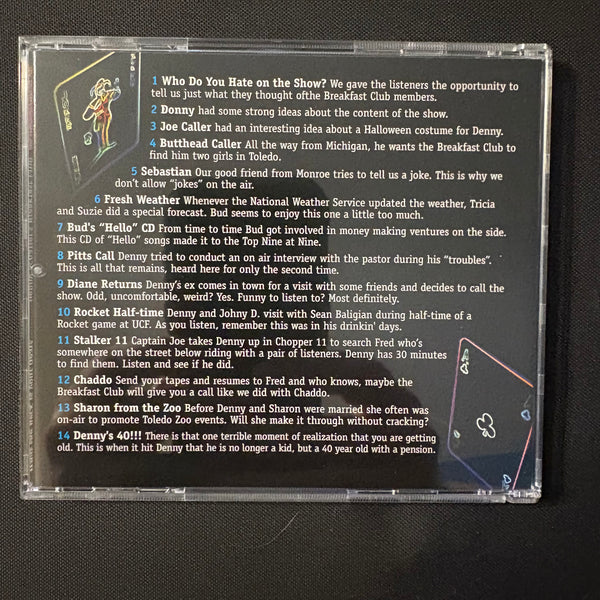 1 Who Do You Hate on the Show? We gave the listeners the opportunity to
tell us just what they thought ofthe Breakfast Club members.
2 Donny had some strong ideas about the content of the show.
3 Joe Caller had an interesting idea about a Halloween costume for Denny.
4 Butthead Caller All the way from Michigan, he wants the Breakfast Club to
find him two girls in Toledo.
5 Sebastian Our good friend from Monroe tries to tell us a joke. This is why we
don't allow "jokes" on the air.
6 Fresh Weather Whenever the National Weather Service updated the weather, Tricia
and Suzie did a special forecast. Bud seems to enjoy this one a little too much.
7 Bud's "Hello" CD From time to time Bud got involved in money making ventures on the side.
This CD of "Hello" songs made it to the Top Nine at Nine.
8 Pitts Call Denny tried to conduct an on air interview with the pastor during his "troubles".
This is all that remains, heard here for only the second time.
9 Diane Returns Denny's ex comes in town for a visit with some friends and decides to call the
show. Odd, uncomfortable, weird? Yes. Funny to listen to? Most definitely.
10 Rocket Half-time Denny and Johny D. visit with Sean Baligian during half-time of a
Rocket game at UCF. As you listen, remember this was in his drinkin' days.
11 Stalker 11 Captain Joe takes Denny up in Chopper 11 to search Fred who's
somewhere on the street below riding with a pair of listeners. Denny has 30 minutes
to find them. Listen and see if he did.
12 Chaddo Send your tapes and resumes to Fred and who knows, maybe the
Breakfast Club will give you a call like we did with Chaddo.
13 Sharon from the Zoo Before Denny and Sharon were married she often was
on-air to promote Toledo Zoo events. Will she make it through without cracking?
14 Denny's 40!!! There is that one terrible moment of realization that you are getting
old. This is when it hit Denny that he is no longer a kid, but a 40 year old with a pension.